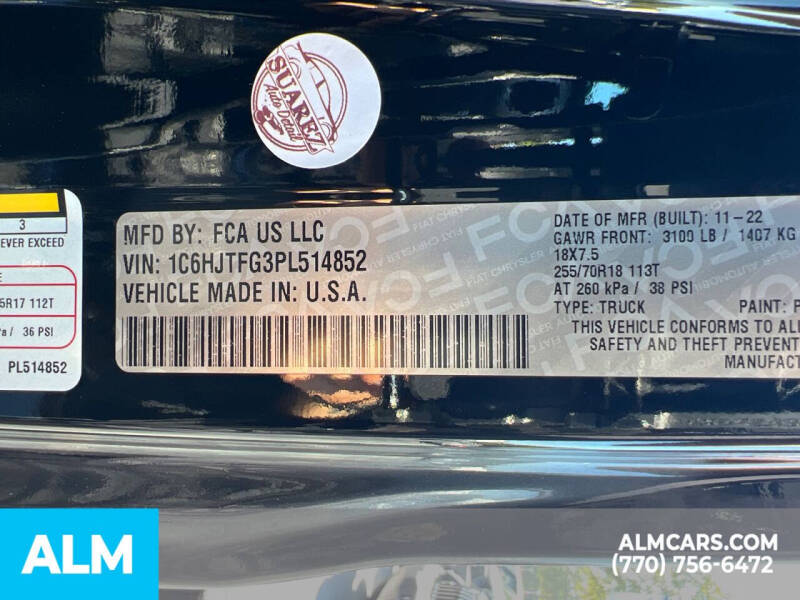 SUAREZ
Auto Detail
3
EVER EXCEED
5R17 112T
a / 36 PSI
PL514852
MFD BY: FCA US LLC
VIN: 1C6HJTFG3PL514852
VEHICLE MADE IN: U.S.A.
DATE OF MFR (BUILT): 11-22
GAWR FRONT: 3100 LB / 1407 KG
18X7.5
255/70R18 113T
AT 260 kPa / 38 PSI
TYPE: TRUCK PAINT: P
THIS VEHICLE CONFORMS TO ALL
SAFETY AND THEFT PREVENT
MANUFACT
ALM
ALMCARS.COM
(770) 756-6472